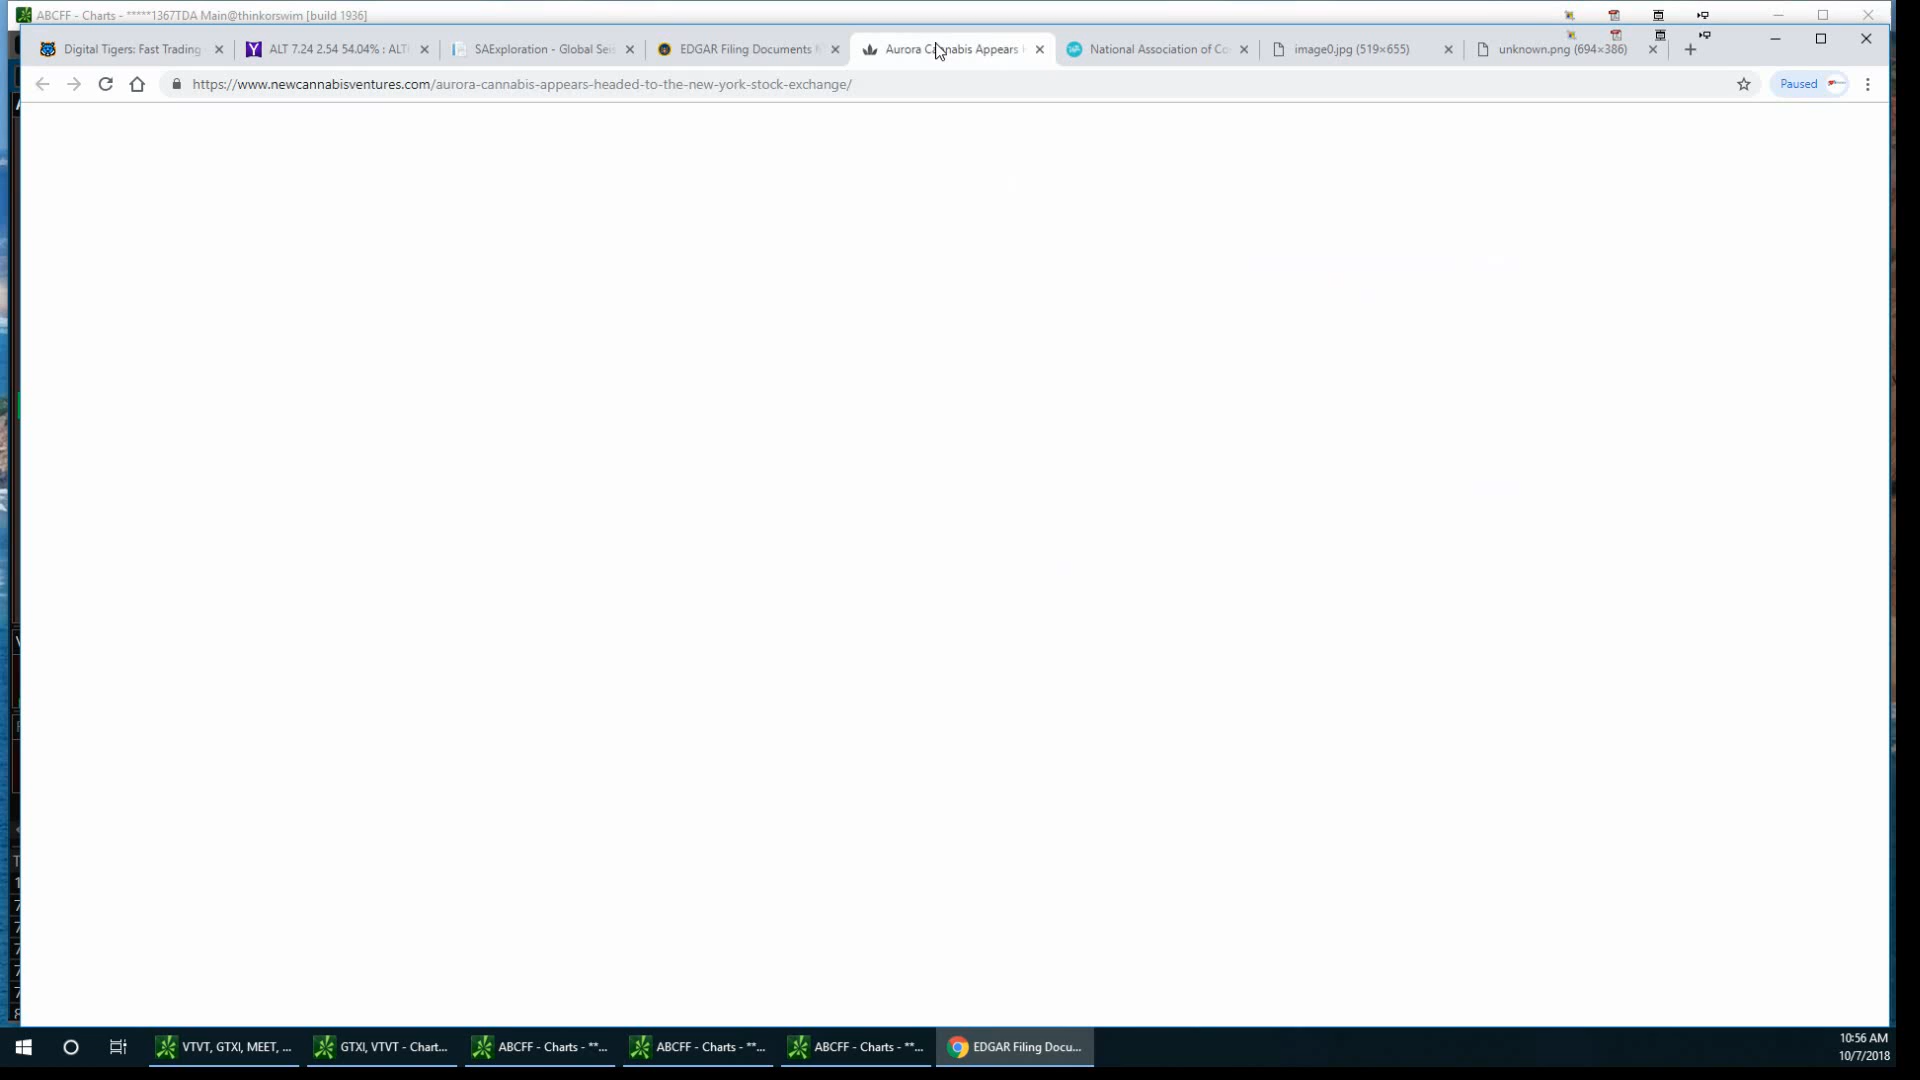 ABCFF - Charts - *****1367TDA Main@thinkorswim [build 1936]
Digital Tigers: Fast Trading
ALT 7.24 2.54 54.04% : ALTI
SAExploration - Global Seis
EDGAR Filing Documents
Aurora Cannabis Appears
National Association of Co
image0.jpg (519×655)
unknown.png (694×386)
https://www.newcannabisventures.com/aurora-cannabis-appears-headed-to-the-new-york-stock-exchange/
Paused
VTVT, GTXI, MEET, ...
GTXI, VTVT - Chart...
ABCFF - Charts - **...
ABCFF - Charts - **...
ABCFF - Charts - **...
EDGAR Filing Docu...
10:56 AM
10/7/2018